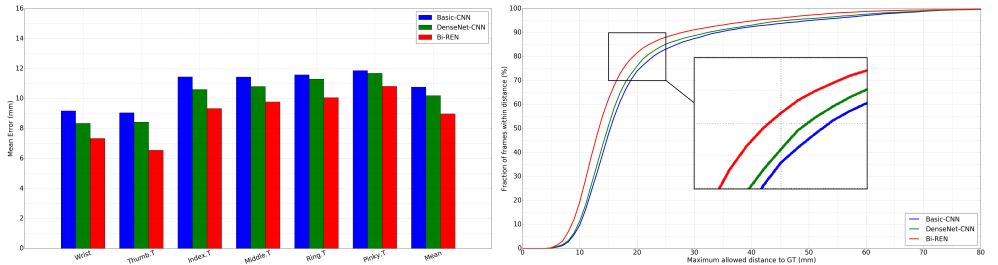 16
14
12
10
8
6
4
2
0
Mean Error (mm)
Basic-CNN
DenseNet-CNN
Bi-REN
Wrist
Thumb.T
Index.T
Middle.T
Ring.T
Pinky.T
Mean
100
90
80
70
60
50
40
30
20
10
0
Fraction of frames within distance (%)
Basic-CNN
DenseNet-CNN
Bi-REN
0
10
20
30
40
50
60
70
80
Maximum allowed distance to GT (mm)